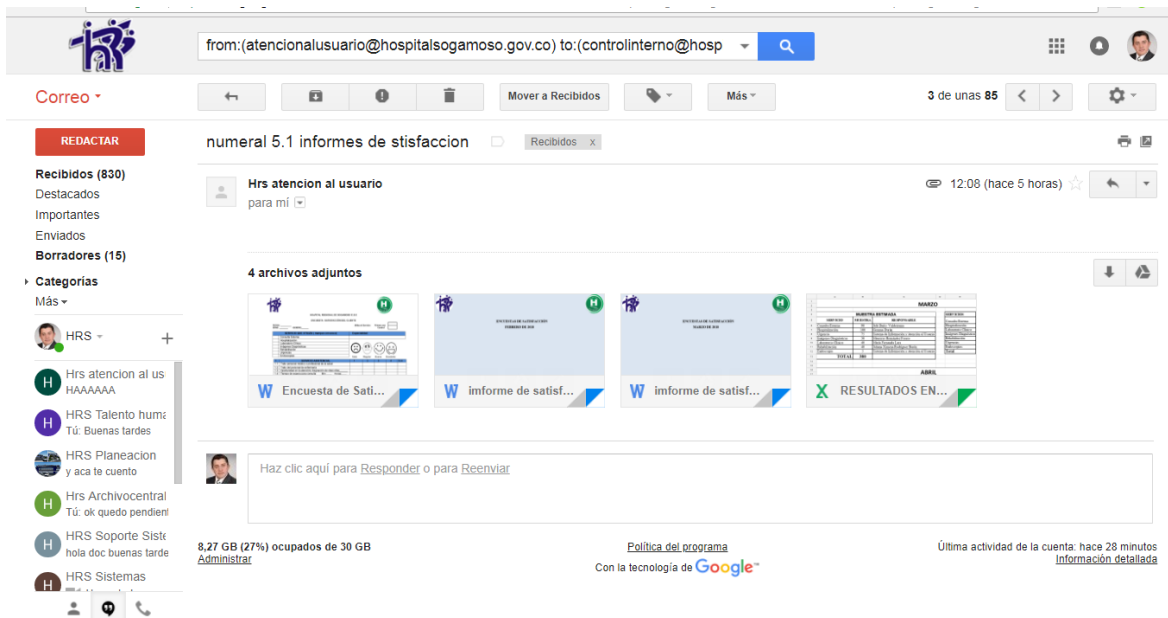 from:(atencionalusuario@hospitalsogamoso.gov.co) to:(controlinterno@hosp
Correo
Mover a Recibidos
Más
3 de unas 85
REDACTAR
numeral 5.1 informes de stisfaccion
Recibidos x
Recibidos (830)
Destacados
Importantes
Enviados
Borradores (15)
Categorías
Más
Hrs atencion al usuario
para mí
12:08 (hace 5 horas)
4 archivos adjuntos
MARZO
TOTAL
ABRIL
W Encuesta de Sati...
W imforme de satisf...
W imforme de satisf...
X RESULTADOS EN...
HRS
Hrs atencion al us
HAAAAAA
HRS Talento huma
Tú: Buenas tardes
HRS Planeacion
y aca te cuento
Hrs Archivocentral
Tú: ok quedo pendient
HRS Soporte Siste
hola doc buenas tarde
HRS Sistemas
Haz clic aquí para Responder o para Reenviar
8,27 GB (27%) ocupados de 30 GB
Administrar
Política del programa
Con la tecnología de Google
Última actividad de la cuenta: hace 28 minutos
Información detallada